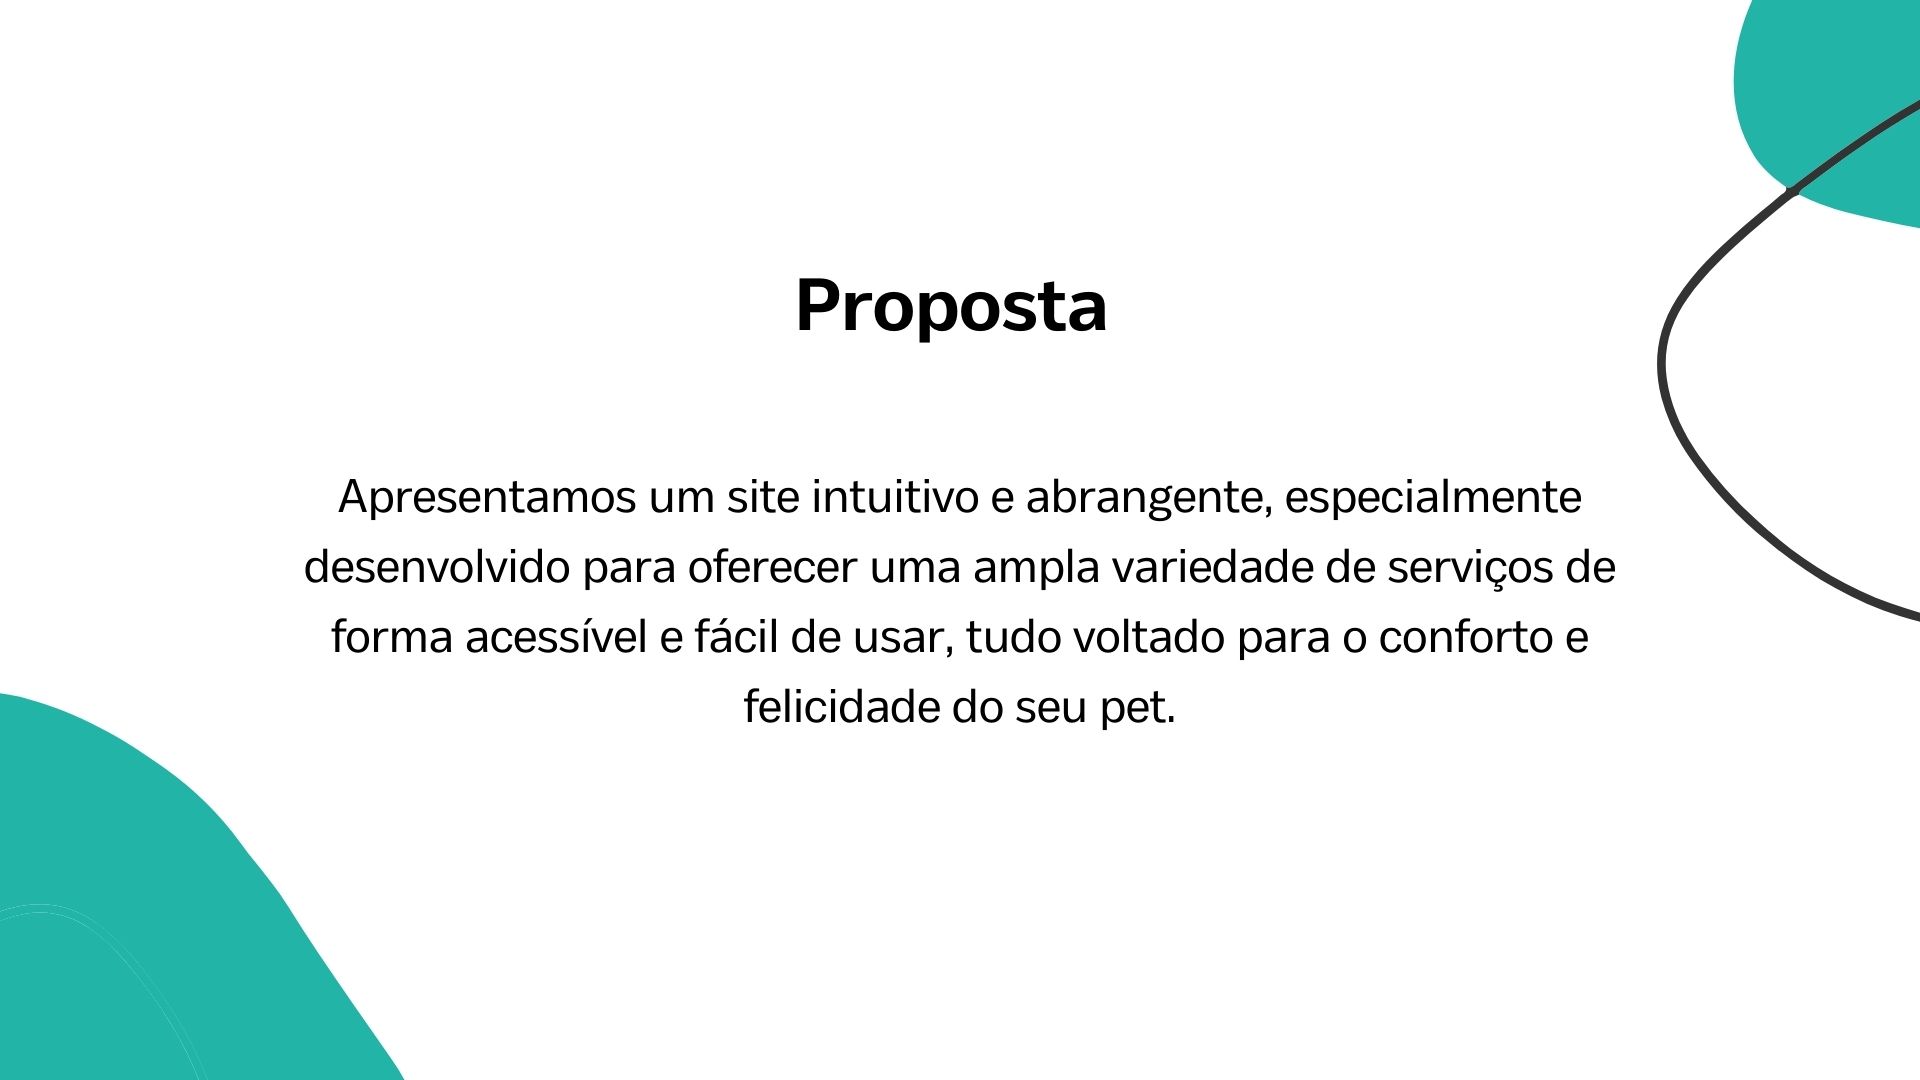 Proposta
Apresentamos um site intuitivo e abrangente, especialmente
desenvolvido para oferecer uma ampla variedade de serviços de
forma acessível e fácil de usar, tudo voltado para o conforto e
felicidade do seu pet.